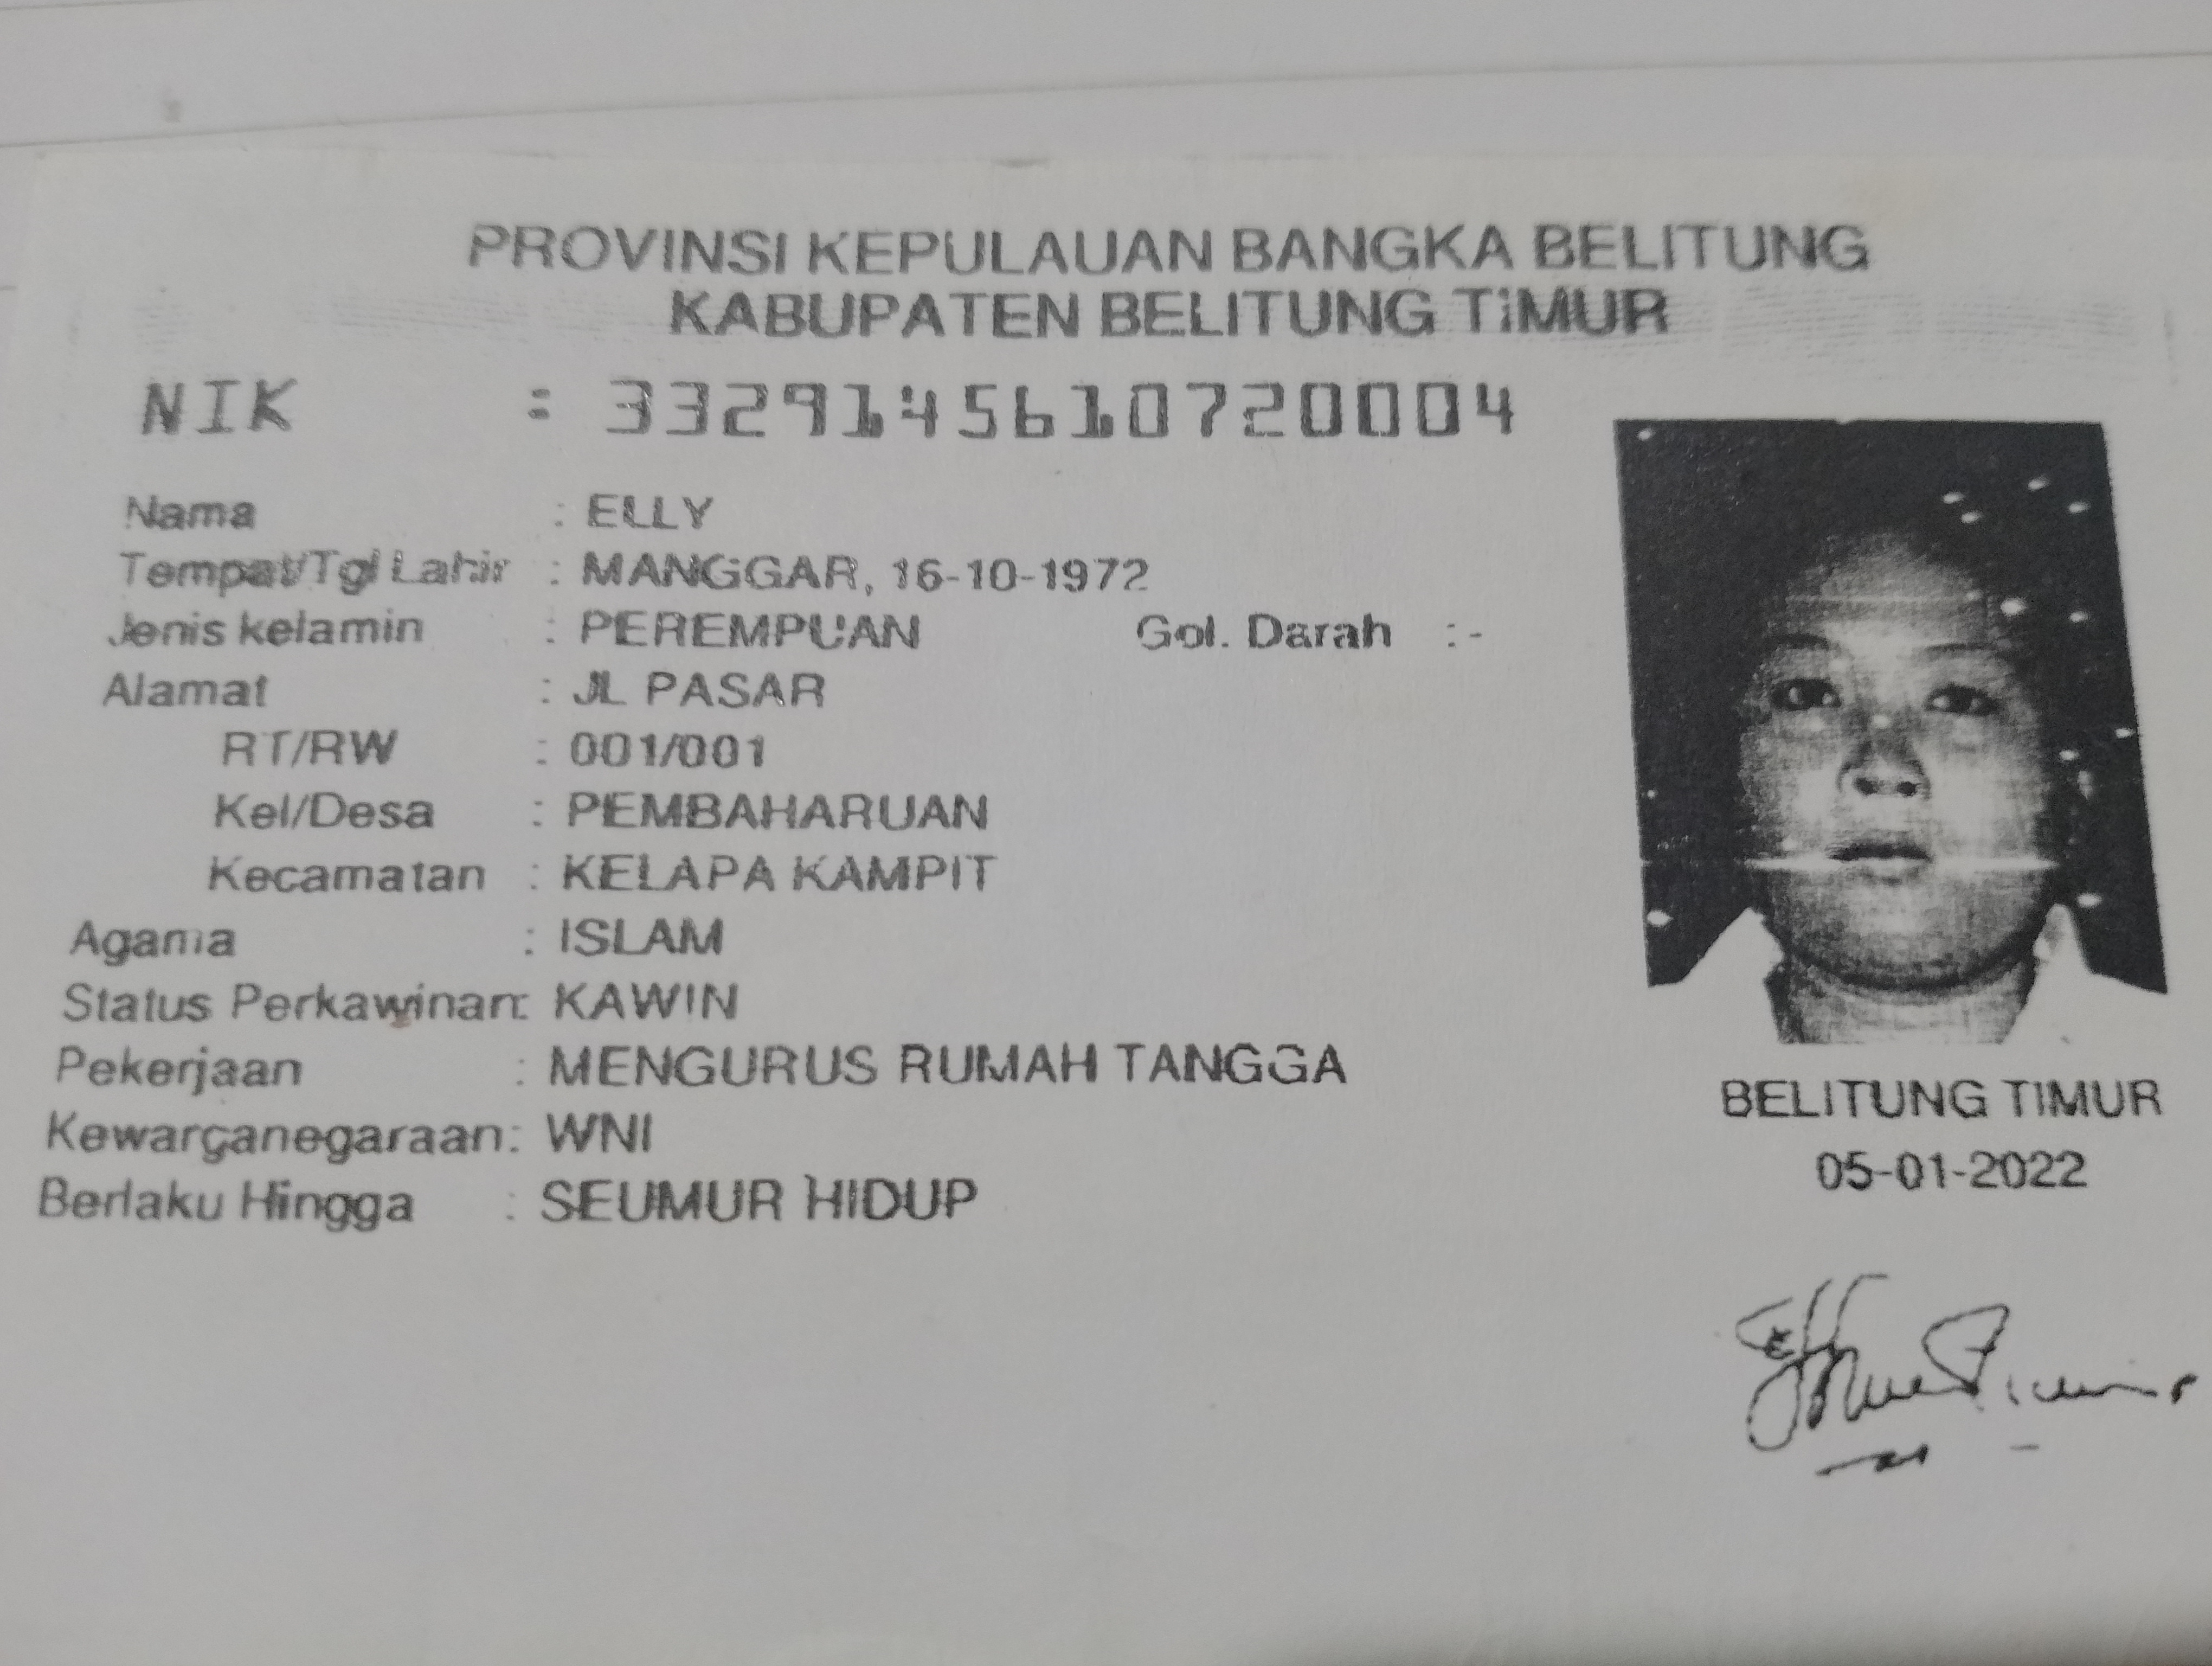 PROVINSI KEPULAUAN BANGKA BELITUNG
KABUPATEN BELITUNG TIMUR
NIK : 3329145610720004
Nama : ELLY
Tempat/Tgl Lahir : MANGGAR, 16-10-1972
Jenis kelamin : PEREMPUAN Gol. Darah : -
Alamat : JL PASAR
RT/RW : 001/001
Kel/Desa : PEMBAHARUAN
Kecamatan : KELAPA KAMPIT
Agama : ISLAM
Status Perkawinan: KAWIN
Pekerjaan : MENGURUS RUMAH TANGGA
Kewarganegaraan: WNI
Berlaku Hingga : SEUMUR HIDUP
BELITUNG TIMUR
05-01-2022